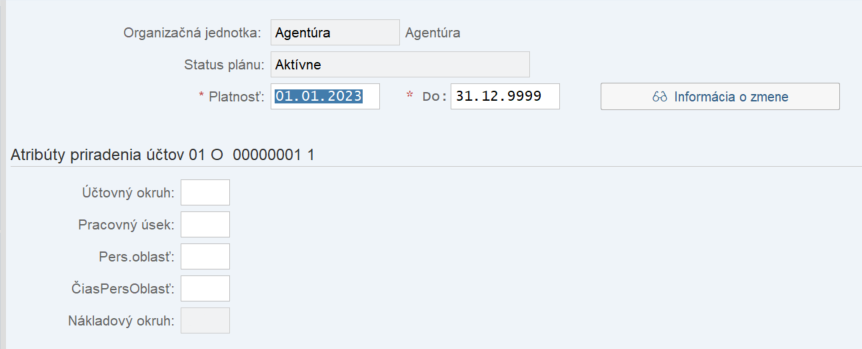 Organizačná jednotka: Agentúra Agentúra
Status plánu: Aktívne
* Platnosť: 01.01.2023 * Do: 31.12.9999 Informácia o zmene
Atribúty priradenia účtov 01 O 00000001 1
Účtovný okruh:
Pracovný úsek:
Pers.oblasť:
ČiasPersOblasť:
Nákladový okruh: